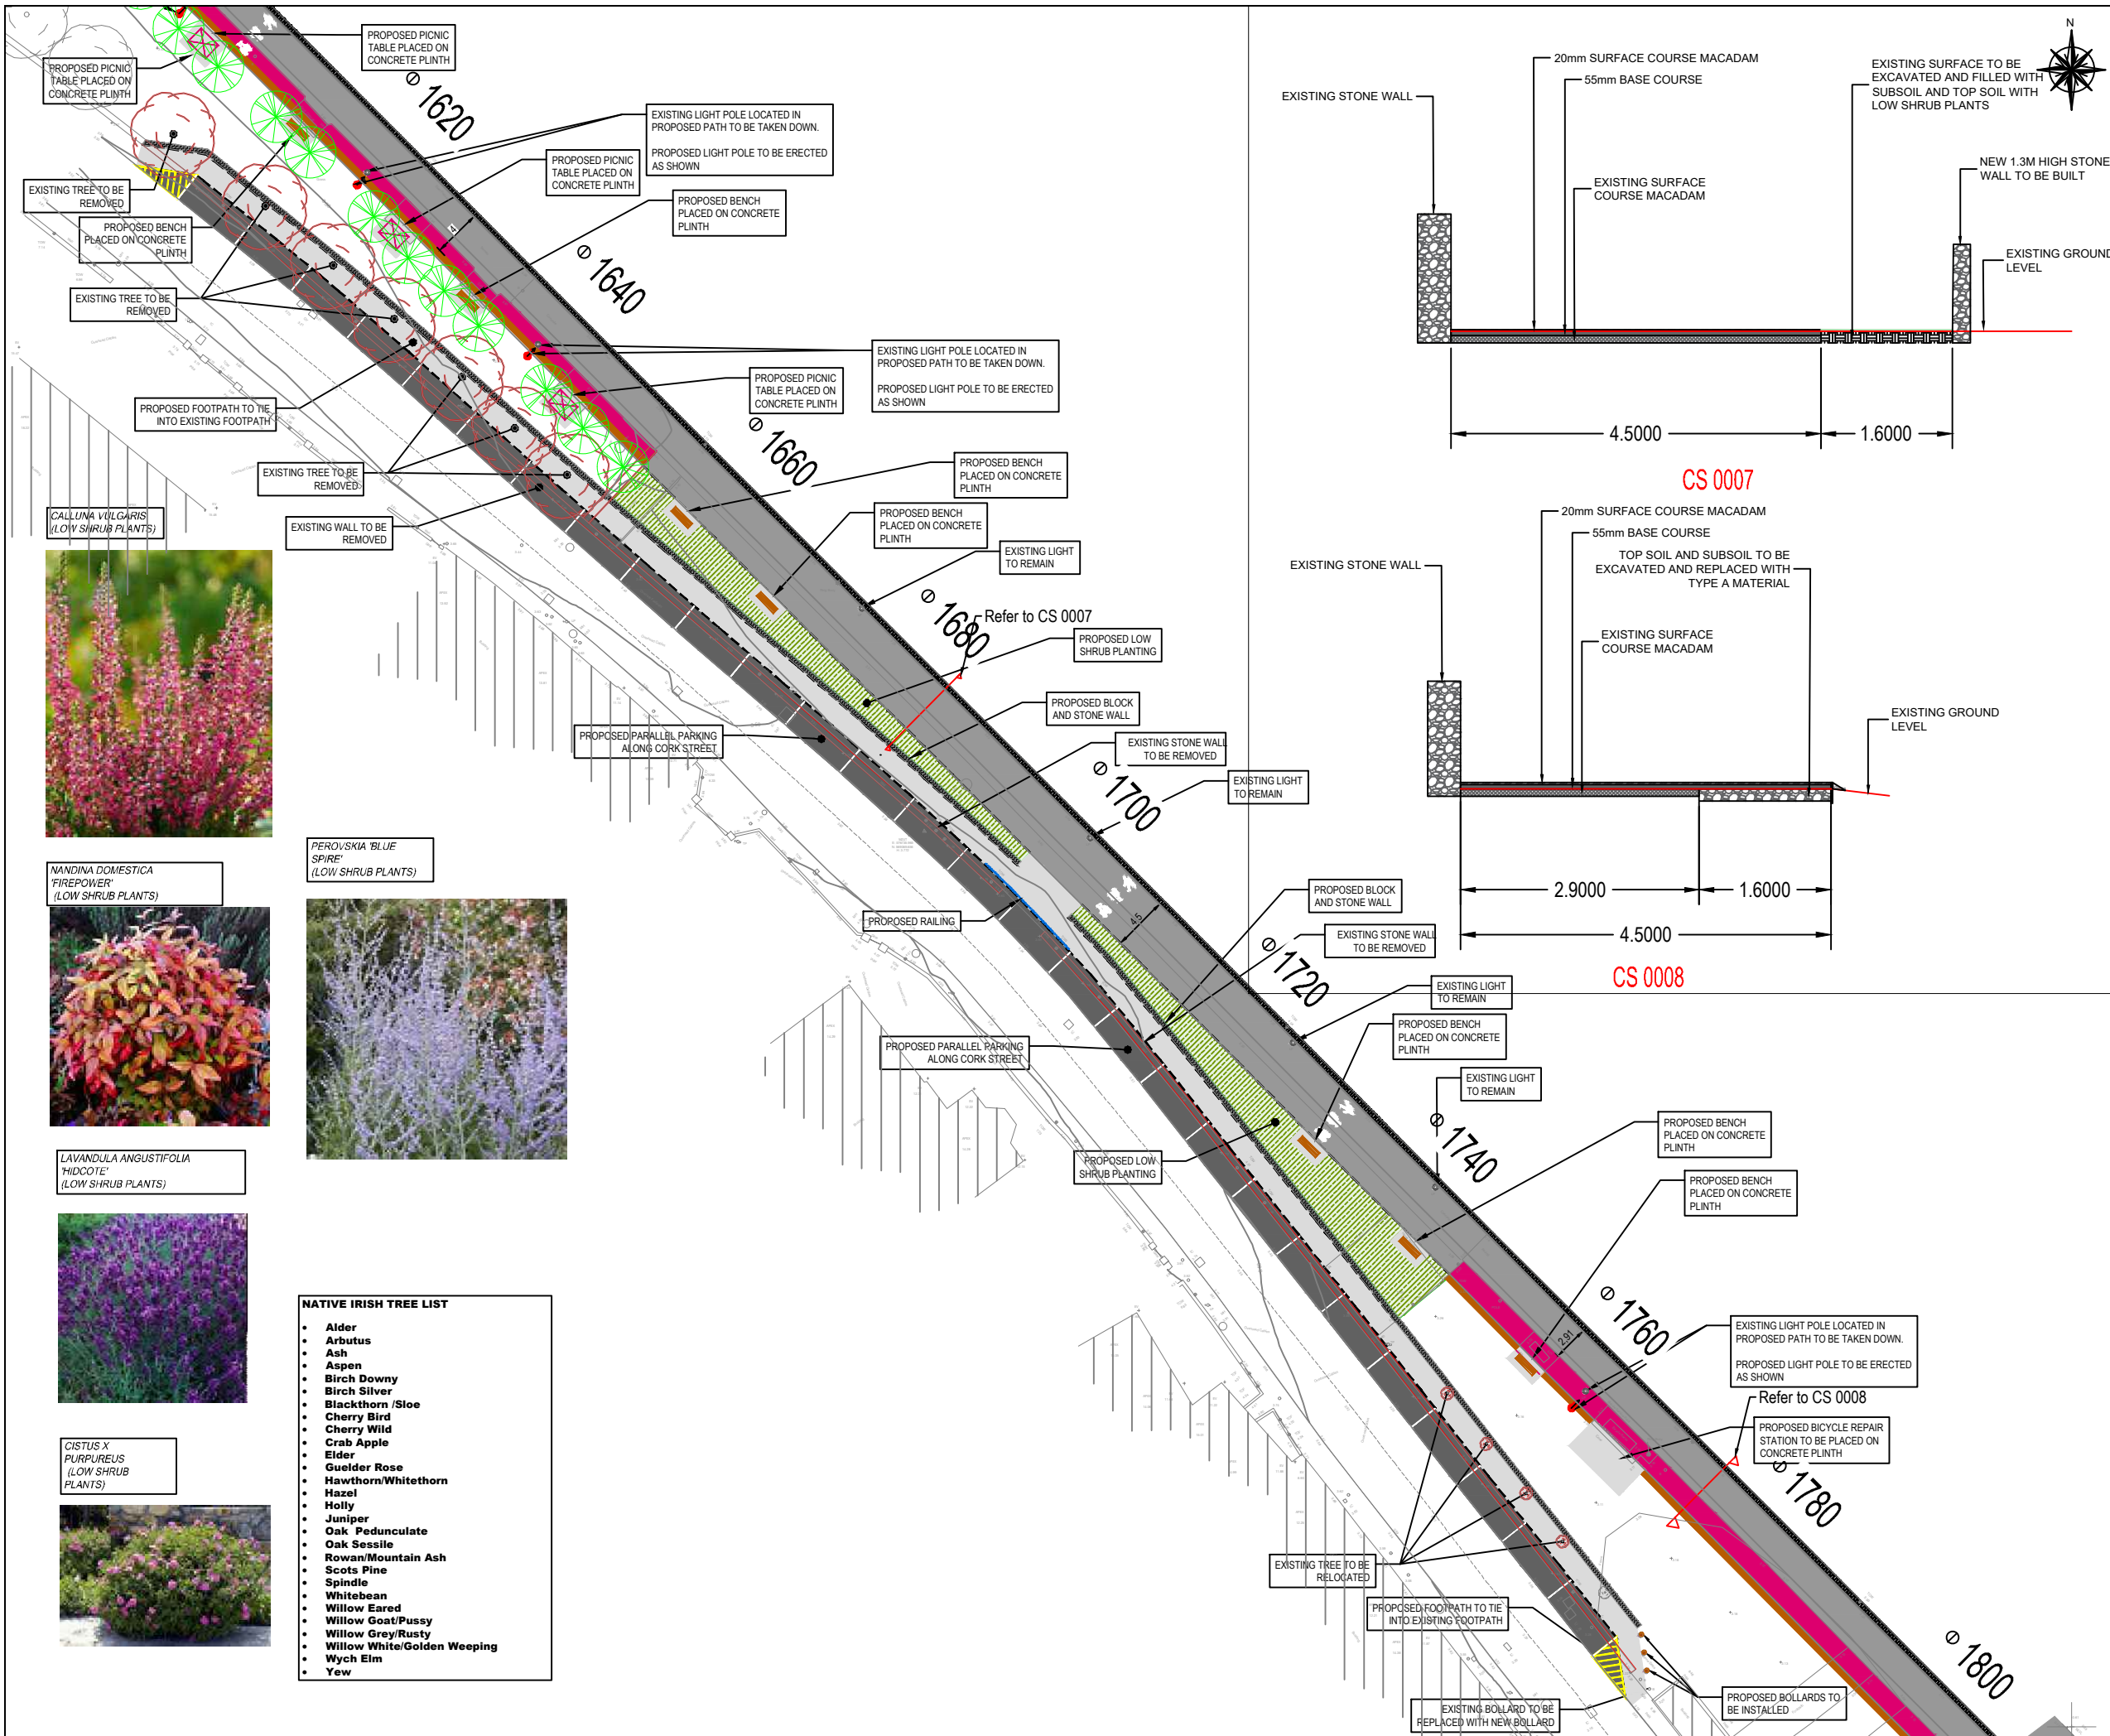 PROPOSED PICNIC
TABLE PLACED ON
CONCRETE PLINTH
PROPOSED PICNIC
TABLE PLACED ON
CONCRETE PLINTH
1620
EXISTING LIGHT POLE LOCATED IN
PROPOSED PATH TO BE TAKEN DOWN.
PROPOSED LIGHT POLE TO BE ERECTED
AS SHOWN
PROPOSED PICNIC
TABLE PLACED ON
CONCRETE PLINTH
PROPOSED BENCH
PLACED ON CONCRETE
PLINTH
EXISTING TREE TO BE
REMOVED
PROPOSED BENCH
PLACED ON CONCRETE
PLINTH
4
1640
EXISTING TREE TO BE
REMOVED
EXISTING LIGHT POLE LOCATED IN
PROPOSED PATH TO BE TAKEN DOWN.
PROPOSED LIGHT POLE TO BE ERECTED
AS SHOWN
PROPOSED PICNIC
TABLE PLACED ON
CONCRETE PLINTH
PROPOSED FOOTPATH TO TIE
INTO EXISTING FOOTPATH
1660
EXISTING TREE TO BE
REMOVED
PROPOSED BENCH
PLACED ON CONCRETE
PLINTH
PROPOSED BENCH
PLACED ON CONCRETE
PLINTH
EXISTING WALL TO BE
REMOVED
EXISTING LIGHT
TO REMAIN
1680
Refer to CS 0007
PROPOSED LOW
SHRUB PLANTING
PROPOSED BLOCK
AND STONE WALL
PROPOSED PARALLEL PARKING
ALONG CORK STREET
EXISTING STONE WALL
TO BE REMOVED
EXISTING LIGHT
TO REMAIN
1700
PROPOSED RAILING
PROPOSED BLOCK
AND STONE WALL
4.5
EXISTING STONE WALL
TO BE REMOVED
1720
EXISTING LIGHT
TO REMAIN
PROPOSED BENCH
PLACED ON CONCRETE
PLINTH
PROPOSED PARALLEL PARKING
ALONG CORK STREET
EXISTING LIGHT
TO REMAIN
1740
PROPOSED LOW
SHRUB PLANTING
PROPOSED BENCH
PLACED ON CONCRETE
PLINTH
PROPOSED BENCH
PLACED ON CONCRETE
PLINTH
1760
2.91
EXISTING LIGHT POLE LOCATED IN
PROPOSED PATH TO BE TAKEN DOWN.
PROPOSED LIGHT POLE TO BE ERECTED
AS SHOWN
Refer to CS 0008
PROPOSED BICYCLE REPAIR
STATION TO BE PLACED ON
CONCRETE PLINTH
1780
EXISTING TREE TO BE
RELOCATED
PROPOSED FOOTPATH TO TIE
INTO EXISTING FOOTPATH
1800
EXISTING BOLLARD TO BE
REPLACED WITH NEW BOLLARD
PROPOSED BOLLARDS TO
BE INSTALLED
N
20mm SURFACE COURSE MACADAM
55mm BASE COURSE
EXISTING STONE WALL
EXISTING SURFACE
COURSE MACADAM
EXISTING SURFACE TO BE
EXCAVATED AND FILLED WITH
SUBSOIL AND TOP SOIL WITH
LOW SHRUB PLANTS
NEW 1.3M HIGH STONE
WALL TO BE BUILT
EXISTING GROUND
LEVEL
4.5000
1.6000
CS 0007
20mm SURFACE COURSE MACADAM
55mm BASE COURSE
TOP SOIL AND SUBSOIL TO BE
EXCAVATED AND REPLACED WITH
TYPE A MATERIAL
EXISTING STONE WALL
EXISTING SURFACE
COURSE MACADAM
EXISTING GROUND
LEVEL
2.9000
1.6000
4.5000
CS 0008
CALLUNA VULGARIS
(LOW SHRUB PLANTS)
NANDINA DOMESTICA
'FIREPOWER'
(LOW SHRUB PLANTS)
PEROVSKIA 'BLUE
SPIRE'
(LOW SHRUB PLANTS)
LAVANDULA ANGUSTIFOLIA
'HIDCOTE'
(LOW SHRUB PLANTS)
CISTUS X
PURPUREUS
(LOW SHRUB
PLANTS)
NATIVE IRISH TREE LIST
• Alder
• Arbutus
• Ash
• Aspen
• Birch Downy
• Birch Silver
• Blackthorn /Sloe
• Cherry Bird
• Cherry Wild
• Crab Apple
• Elder
• Guelder Rose
• Hawthorn/Whitethorn
• Hazel
• Holly
• Juniper
• Oak Pedunculate
• Oak Sessile
• Rowan/Mountain Ash
• Scots Pine
• Spindle
• Whitebean
• Willow Eared
• Willow Goat/Pussy
• Willow Grey/Rusty
• Willow White/Golden Weeping
• Wych Elm
• Yew